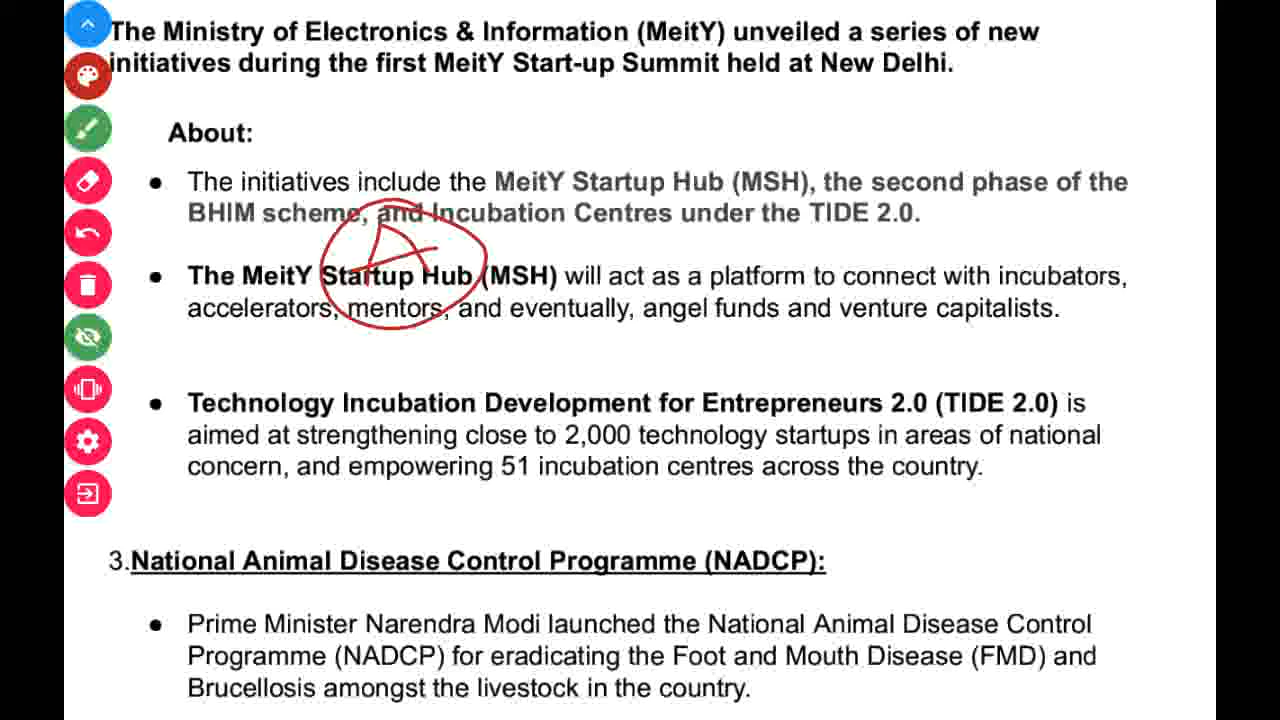 The Ministry of Electronics & Information (MeitY) unveiled a series of new
initiatives during the first MeitY Start-up Summit held at New Delhi.
About:
● The initiatives include the MeitY Startup Hub (MSH), the second phase of the
BHIM scheme, and Incubation Centres under the TIDE 2.0.
● The MeitY Startup Hub (MSH) will act as a platform to connect with incubators,
accelerators, mentors, and eventually, angel funds and venture capitalists.
A
● Technology Incubation Development for Entrepreneurs 2.0 (TIDE 2.0) is
aimed at strengthening close to 2,000 technology startups in areas of national
concern, and empowering 51 incubation centres across the country.
3.National Animal Disease Control Programme (NADCP):
● Prime Minister Narendra Modi launched the National Animal Disease Control
Programme (NADCP) for eradicating the Foot and Mouth Disease (FMD) and
Brucellosis amongst the livestock in the country.